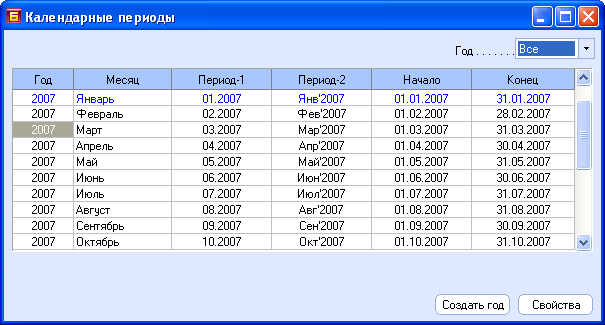 Календарные периоды
Год . . . . . . . Все
Год Месяц Период-1 Период-2 Начало Конец
2007 Январь 01.2007 Янв'2007 01.01.2007 31.01.2007
2007 Февраль 02.2007 Фев'2007 01.02.2007 28.02.2007
2007 Март 03.2007 Мар'2007 01.03.2007 31.03.2007
2007 Апрель 04.2007 Апр'2007 01.04.2007 30.04.2007
2007 Май 05.2007 Май'2007 01.05.2007 31.05.2007
2007 Июнь 06.2007 Июн'2007 01.06.2007 30.06.2007
2007 Июль 07.2007 Июл'2007 01.07.2007 31.07.2007
2007 Август 08.2007 Авг'2007 01.08.2007 31.08.2007
2007 Сентябрь 09.2007 Сен'2007 01.09.2007 30.09.2007
2007 Октябрь 10.2007 Окт'2007 01.10.2007 31.10.2007
Создать год Свойства